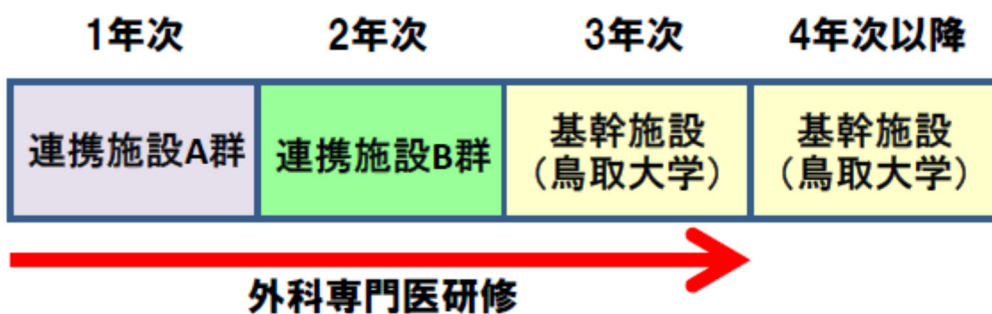 1年次 2年次 3年次 4年次以降
連携施設A群 連携施設B群 基幹施設 基幹施設
(鳥取大学) (鳥取大学)
外科専門医研修